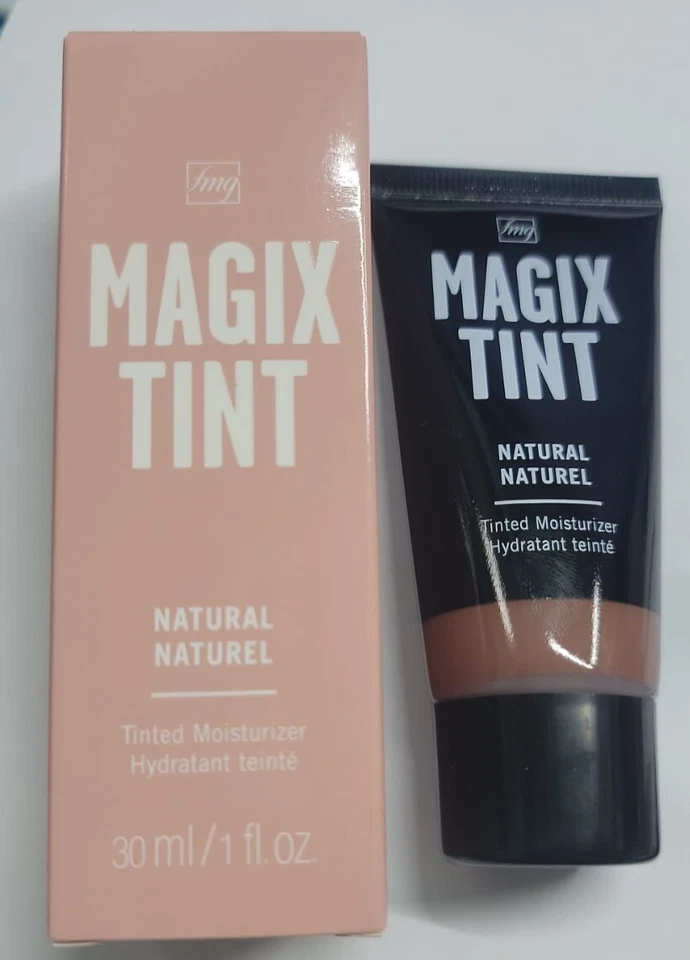 fmg
MAGIX
TINT
NATURAL
NATUREL
Tinted Moisturizer
Hydratant teinté
30 ml / 1 fl. oz.
fmg
MAGIX
TINT
NATURAL
NATUREL
Tinted Moisturizer
Hydratant teinté